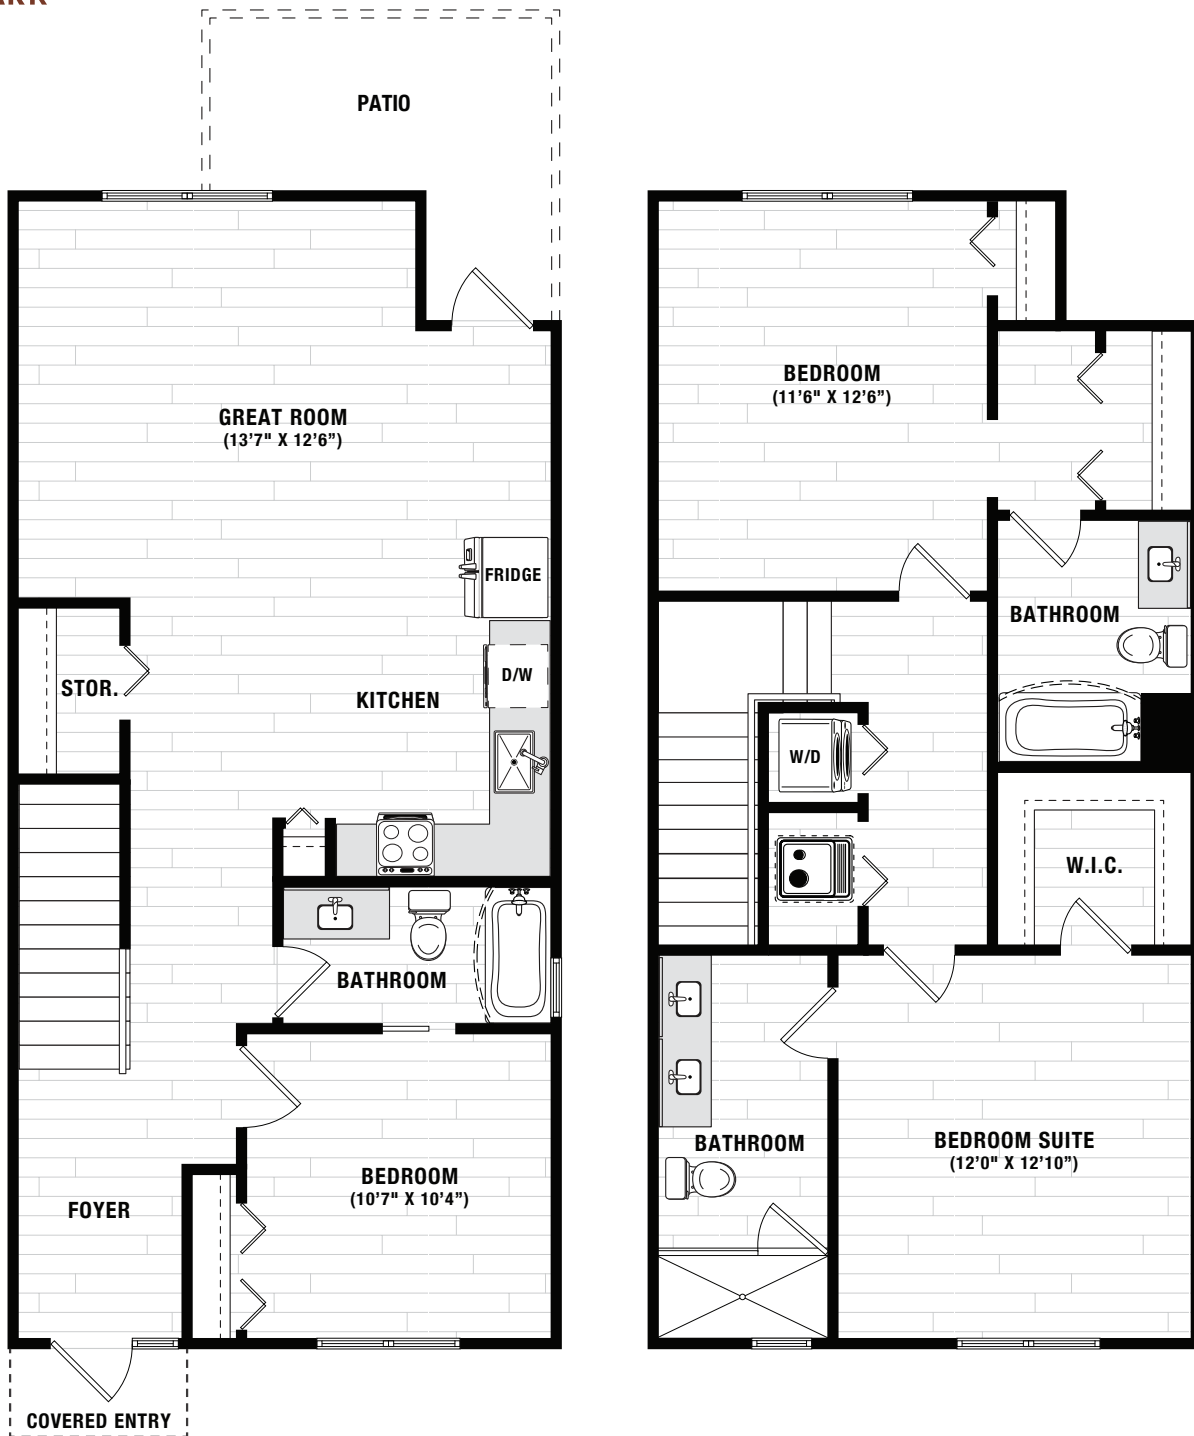 PATIO
GREAT ROOM
(13'7" X 12'6”)
FRIDGE
D/W
STOR.
KITCHEN
BATHROOM
BEDROOM
(10'7" X 10'4”)
FOYER
COVERED ENTRY
BEDROOM
(11'6" X 12'6”)
BATHROOM
W/D
W.I.C.
BATHROOM
BEDROOM SUITE
(12'0" X 12'10”)